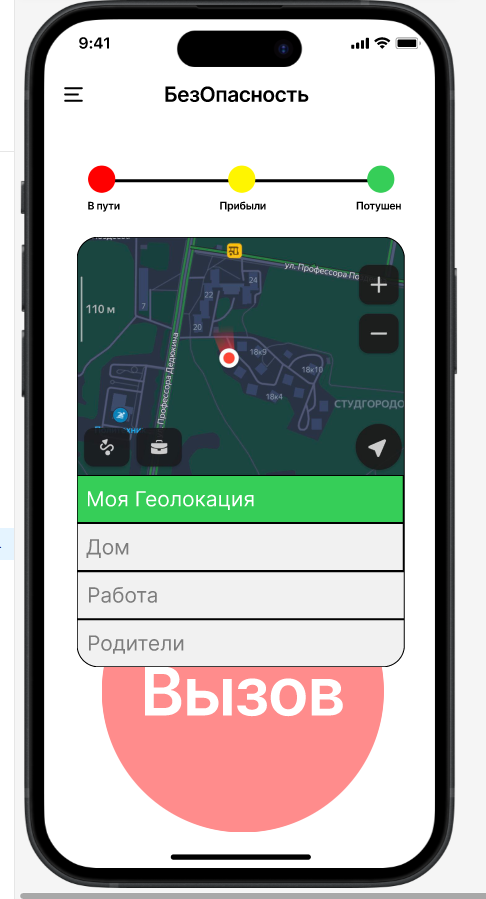 9:41
БезОпасность
В пути
Прибыли
Потушен
ул. Профессора
110 м
24
22
7
20
Профессора Дедюкина
18к9
18к10
18к4
СТУДГОРОДО
Моя Геолокация
Дом
Работа
Родители
Вызов